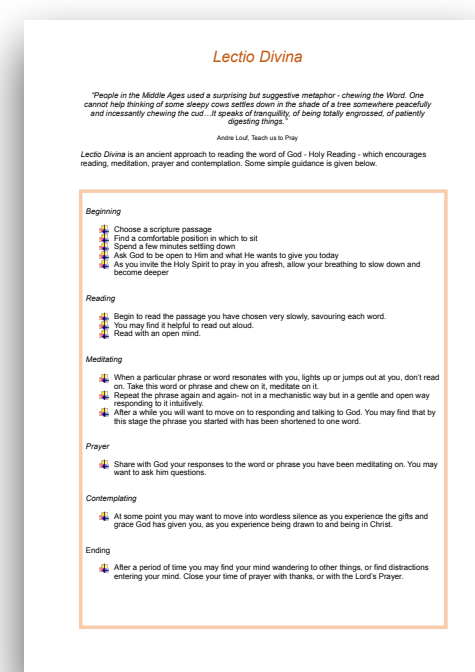 Lectio Divina
“People in the Middle Ages used a surprising but suggestive metaphor - chewing the Word. One
cannot help thinking of some sleepy cows settles down in the shade of a tree somewhere peacefully
and incessantly chewing the cud…It speaks of tranquillity, of being totally engrossed, of patiently
digesting things.”
Andre Louf, Teach us to Pray
Lectio Divina is an ancient approach to reading the word of God - Holy Reading - which encourages
reading, meditation, prayer and contemplation. Some simple guidance is given below.
Beginning
Choose a scripture passage
Find a comfortable position in which to sit
Spend a few minutes settling down
Ask God to be open to Him and what He wants to give you today
As you invite the Holy Spirit to pray in you afresh, allow your breathing to slow down and
become deeper
Reading
Begin to read the passage you have chosen very slowly, savouring each word.
You may find it helpful to read out aloud.
Read with an open mind.
Meditating
When a particular phrase or word resonates with you, lights up or jumps out at you, don’t read
on. Take this word or phrase and chew on it, meditate on it.
Repeat the phrase again and again- not in a mechanistic way but in a gentle and open way
responding to it intuitively.
After a while you will want to move on to responding and talking to God. You may find that by
this stage the phrase you started with has been shortened to one word.
Prayer
Share with God your responses to the word or phrase you have been meditating on. You may
want to ask him questions.
Contemplating
At some point you may want to move into wordless silence as you experience the gifts and
grace God has given you, as you experience being drawn to and being in Christ.
Ending
After a period of time you may find your mind wandering to other things, or find distractions
entering your mind. Close your time of prayer with thanks, or with the Lord’s Prayer.